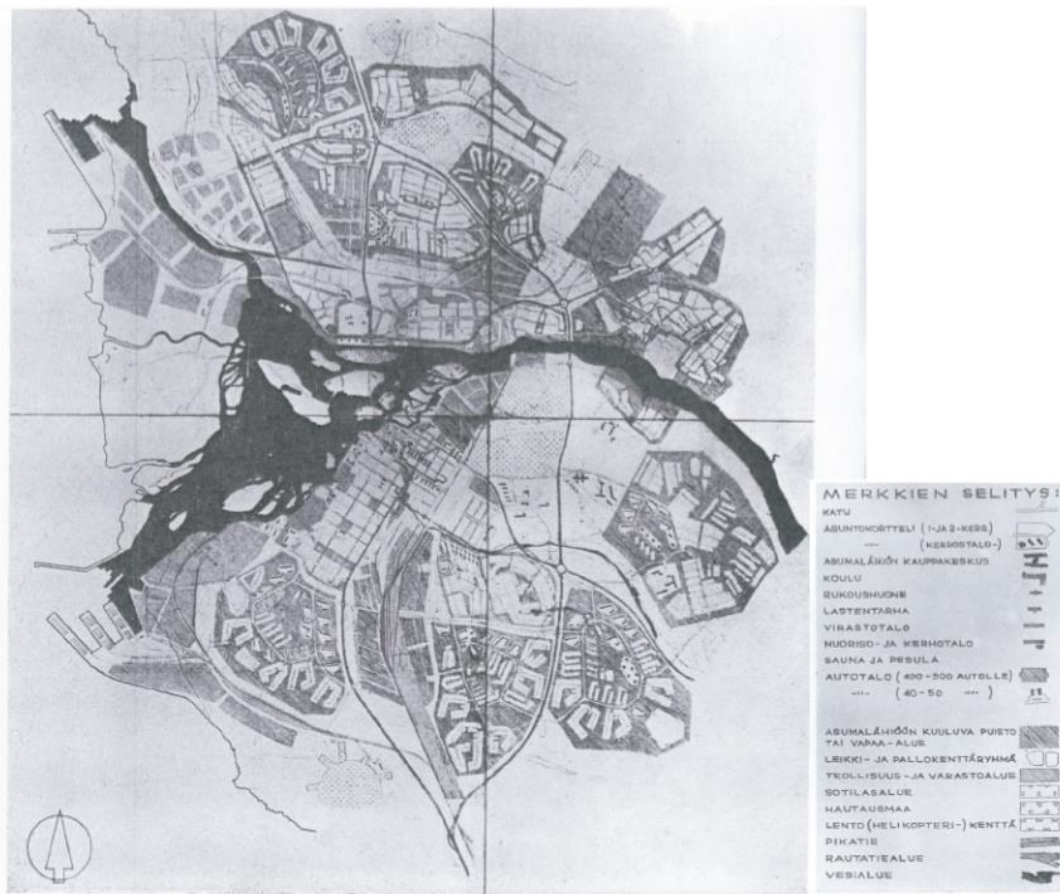 MERKKIEN SELITYS:
KATU
ASUNTOKORTTELI (1-JA 2-KERS)
-"- (KERROSTALO-)
ASUMALÄHIÖN KAUPPAKESKUS
KOULU
RUKOUSHUONE
LASTENTARHA
VIRASTOTALO
NUORISO- JA KERHOTALO
SAUNA JA PESULA
AUTOTALO (400-500 AUTOLLE)
-"- (40-50 -"- )
ASUMALÄHIÖÖN KUULUVA PUISTO
TAI VAPAA-ALUE
LEIKKI- JA PALLOKENTTÄRYHMÄ
TEOLLISUUS-JA VARASTOALUE
SOTILASALUE
HAUTAUSMAA
LENTO (HELIKOPTERI-) KENTTÄ
PIKATIE
RAUTATIEALUE
VESIALUE